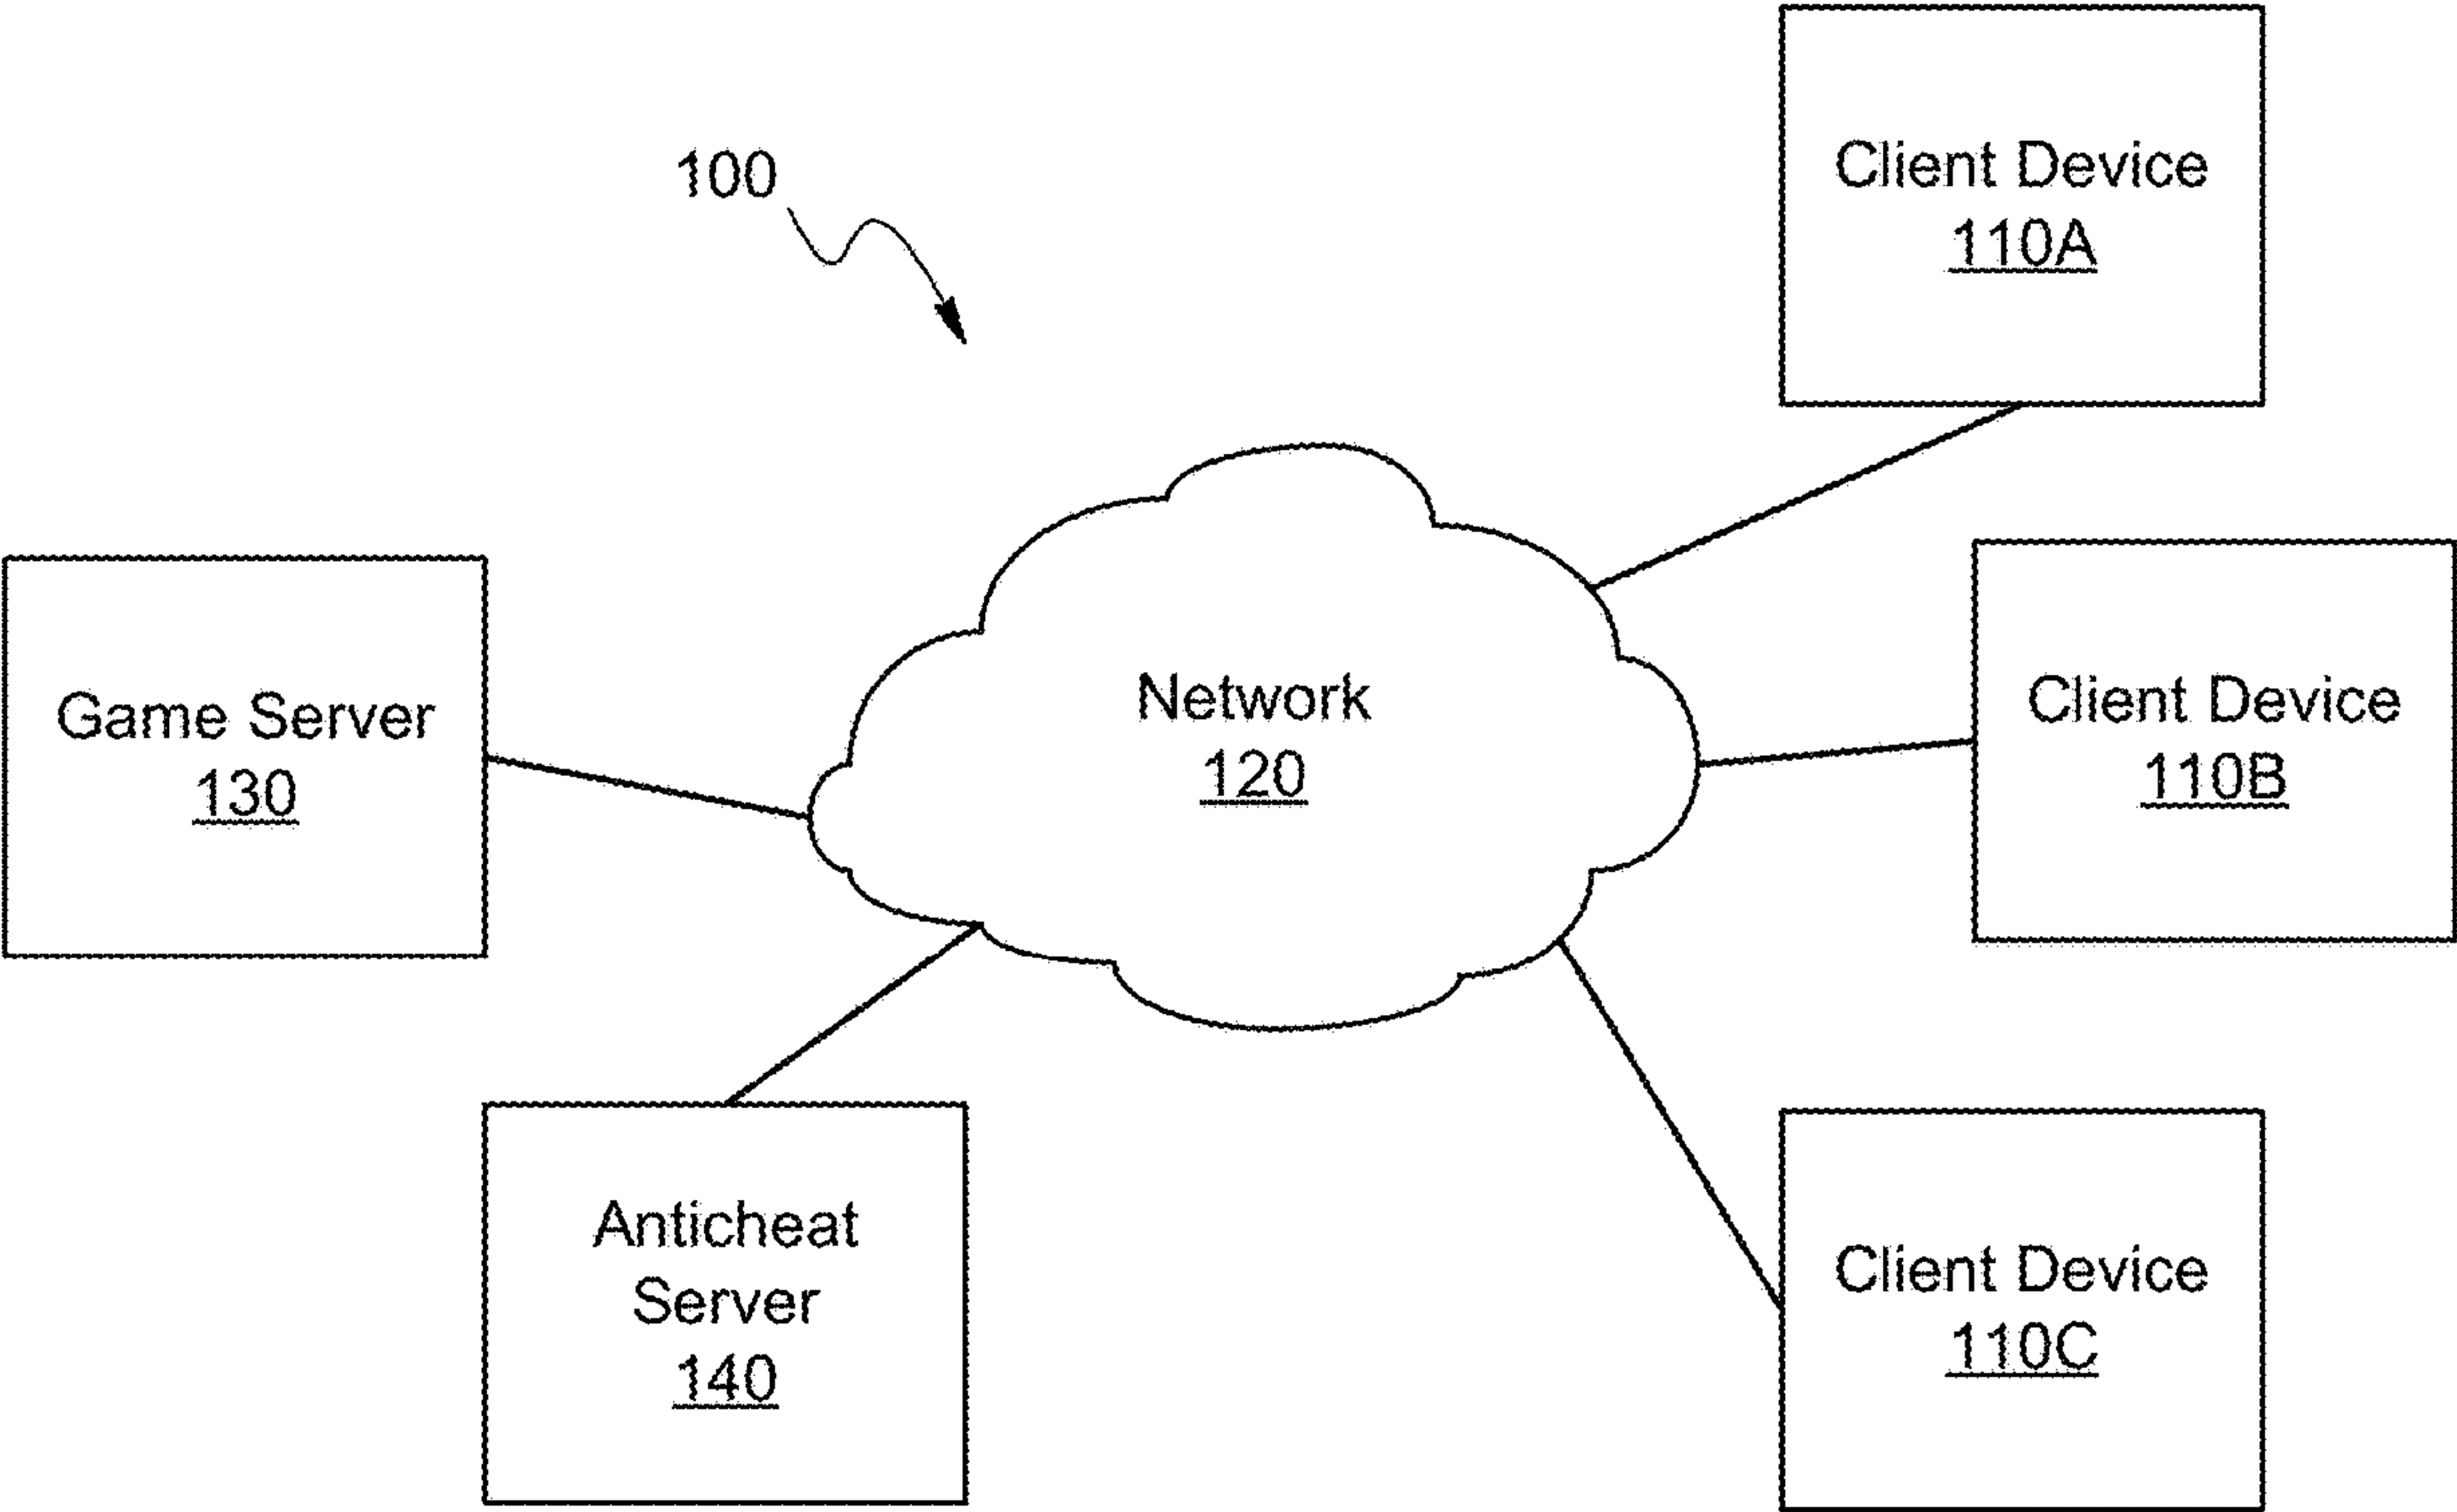 100
Client Device
110A
Network
120
Client Device
110B
Game Server
130
Anticheat
Server
140
Client Device
110C